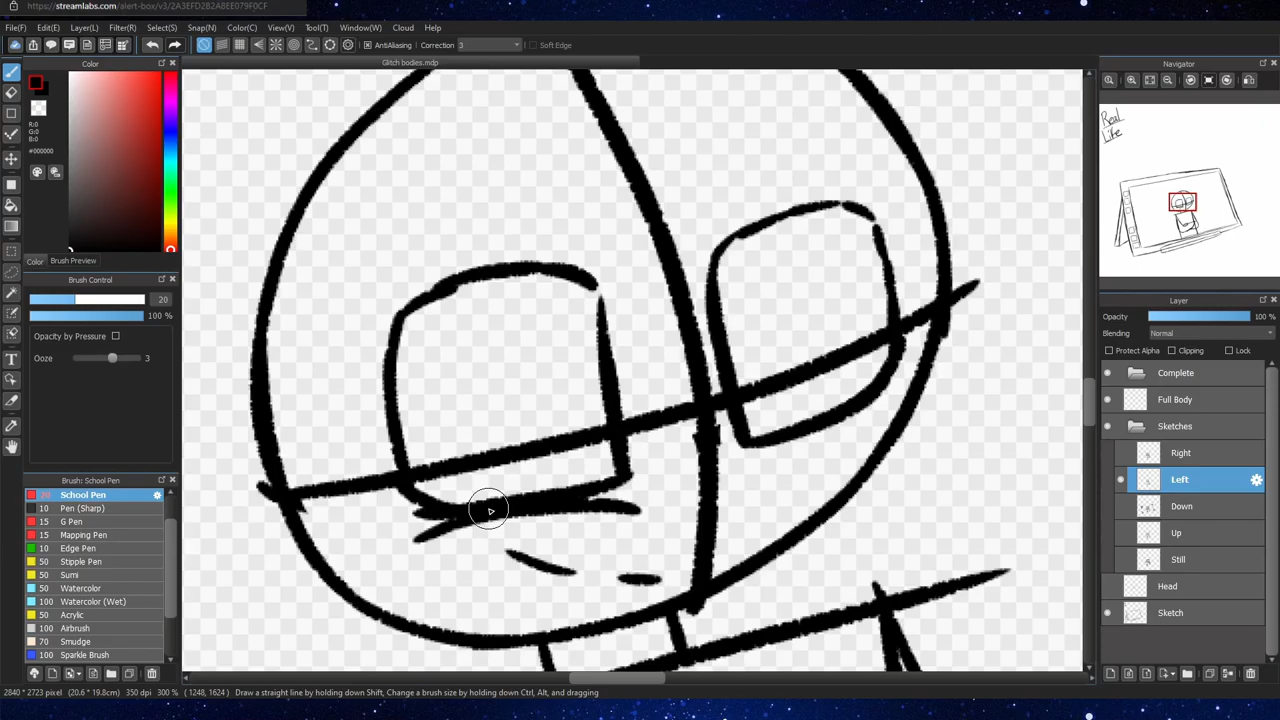 https://streamlabs.com/alert-box/v3/2A3EFD2B2A8EE0AF9CF
File(F) Edit(E) Layer(L) Filter(R) Select(S) Snap(N) Color(C) View(V) Tool(T) Window(W) Cloud Help
AntiAliasing Correction 3 Soft Edge
Glitch bodies.mdp
Color
R:0
G:0
B:0
#000000
Color Brush Preview
Brush Control
20
100 %
Opacity by Pressure
Ooze 3
Brush: School Pen
20 School Pen
10 Pen (Sharp)
15 G Pen
15 Mapping Pen
10 Edge Pen
50 Stipple Pen
50 Sumi
50 Watercolor
100 Watercolor (Wet)
50 Acrylic
100 Airbrush
70 Smudge
100 Sparkle Brush
Navigator
Real
Life
Layer
Opacity 100 %
Blending Normal
Protect Alpha Clipping Lock
Complete
Full Body
Sketches
Right
Left
Down
Up
Still
Head
Sketch
2840 * 2723 pixel (20.6 * 19.8cm) 350 dpi 300 % (1248, 1624) Draw a straight line by holding down Shift, Change a brush size by holding down Ctrl, Alt, and dragging